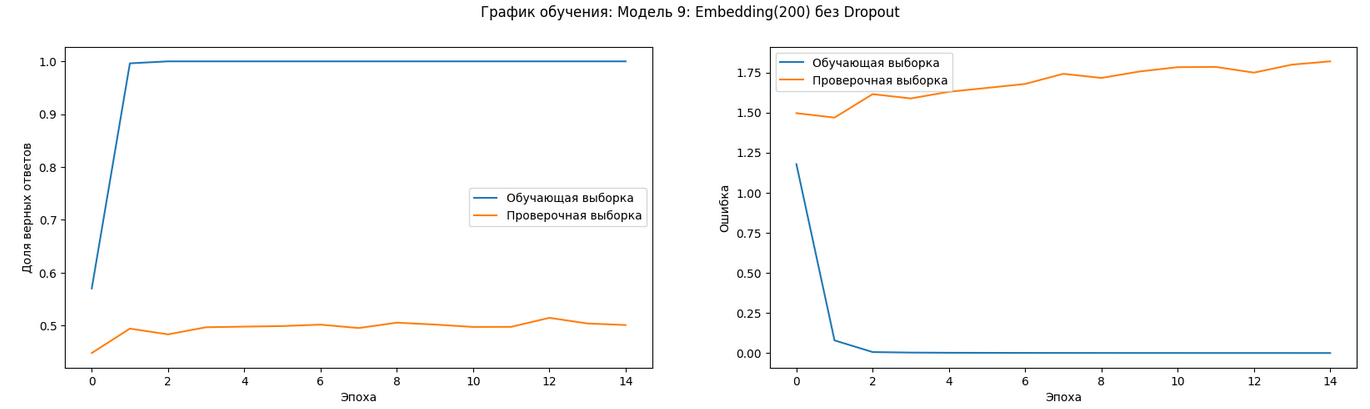 График обучения: Модель 9: Embedding(200) без Dropout
Доля верных ответов
1.0
0.9
0.8
0.7
0.6
0.5
Обучающая выборка
Проверочная выборка
0 2 4 6 8 10 12 14
Эпоха
Ошибка
1.75
1.50
1.25
1.00
0.75
0.50
0.25
0.00
Обучающая выборка
Проверочная выборка
0 2 4 6 8 10 12 14
Эпоха